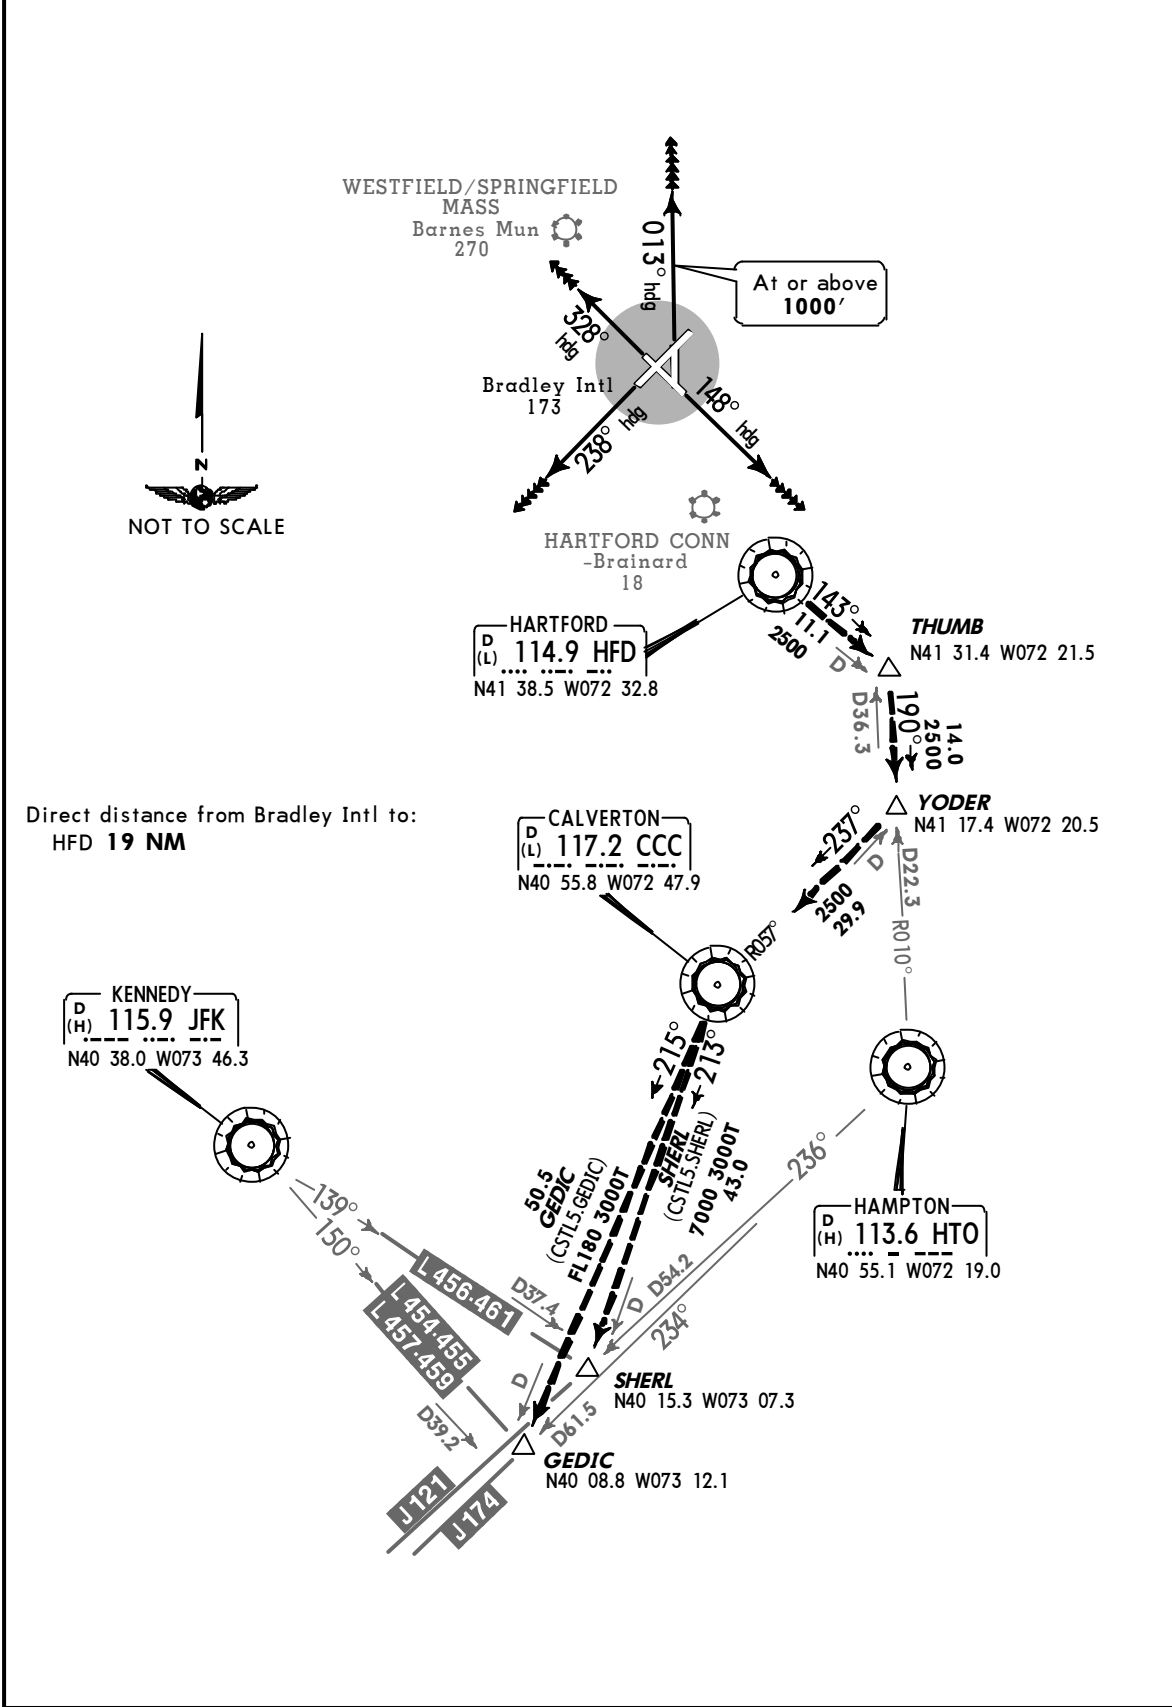 WESTFIELD/SPRINGFIELD
MASS
Barnes Mun
270
013° hdg
At or above
1000'
328°
hdg
Bradley Intl
173
148° hdg
238° hdg
N
NOT TO SCALE
HARTFORD CONN
-Brainard
18
HARTFORD
D
(L) 114.9 HFD
N41 38.5 W072 32.8
143°
11.1
2500
D
THUMB
N41 31.4 W072 21.5
D36.3
190°
2500
14.0
YODER
N41 17.4 W072 20.5
Direct distance from Bradley Intl to:
HFD 19 NM
CALVERTON
D
(L) 117.2 CCC
N40 55.8 W072 47.9
237°
D
2500
29.9
R057°
D22.3
R010°
KENNEDY
D
(H) 115.9 JFK
N40 38.0 W073 46.3
215°
213°
50.5
GEDIC
(CSTL5.GEDIC)
FL180 3000T
SHERL
(CSTL5.SHERL)
7000 3000T
43.0
236°
HAMPTON
D
(H) 113.6 HTO
N40 55.1 W072 19.0
139°
150°
L 456.461
L 454.455
L 457.459
D37.4
D
D54.2
234°
D
D39.2
D61.5
SHERL
N40 15.3 W073 07.3
GEDIC
N40 08.8 W073 12.1
J121
J174